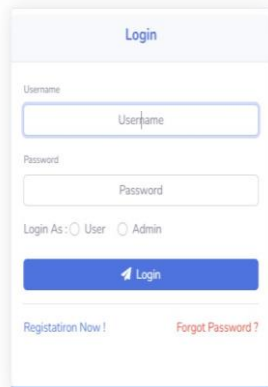 Login
Username
Username
Password
Password
Login As : User Admin
Login
Registatiron Now !
Forgot Password ?